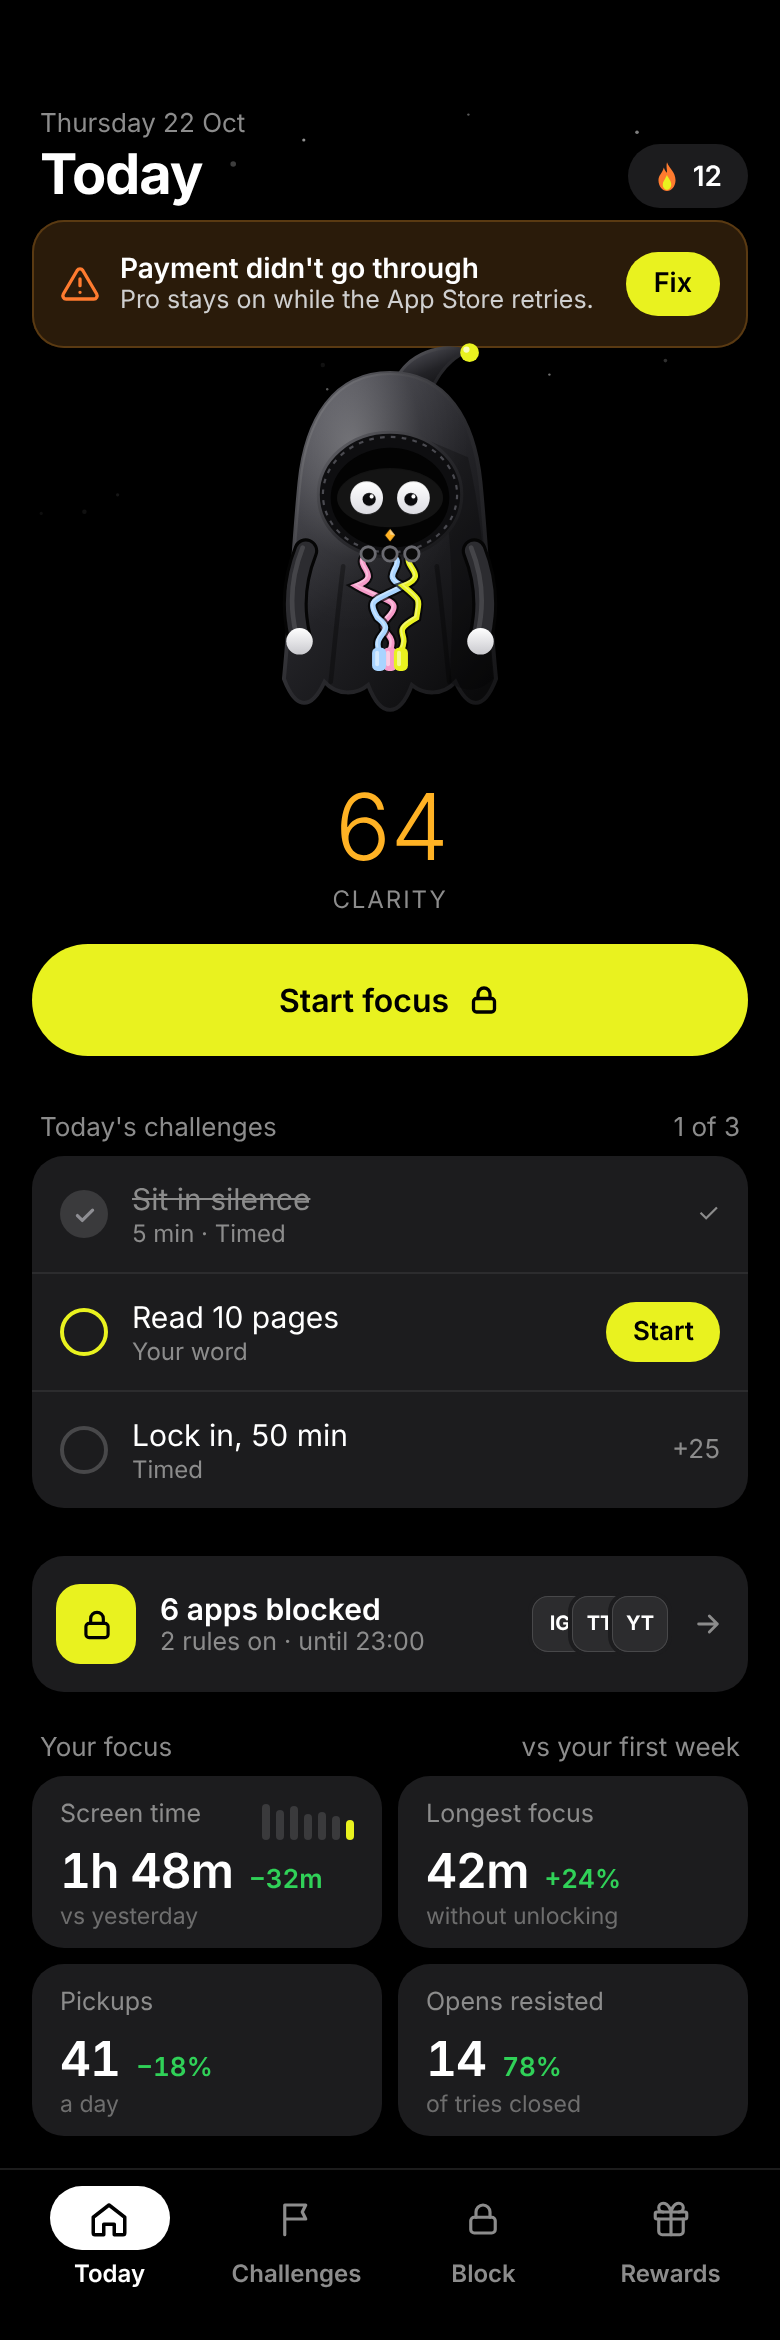 Thursday 22 Oct
Today
12
Payment didn't go through
Pro stays on while the App Store retries.
Fix
64
CLARITY
Start focus
Today's challenges
1 of 3
Sit in silence
5 min · Timed
Read 10 pages
Your word
Start
Lock in, 50 min
Timed
+25
6 apps blocked
2 rules on · until 23:00
IG
TT
YT
Your focus
vs your first week
Screen time
1h 48m −32m
vs yesterday
Longest focus
42m +24%
without unlocking
Pickups
41 −18%
a day
Opens resisted
14 78%
of tries closed
Today
Challenges
Block
Rewards